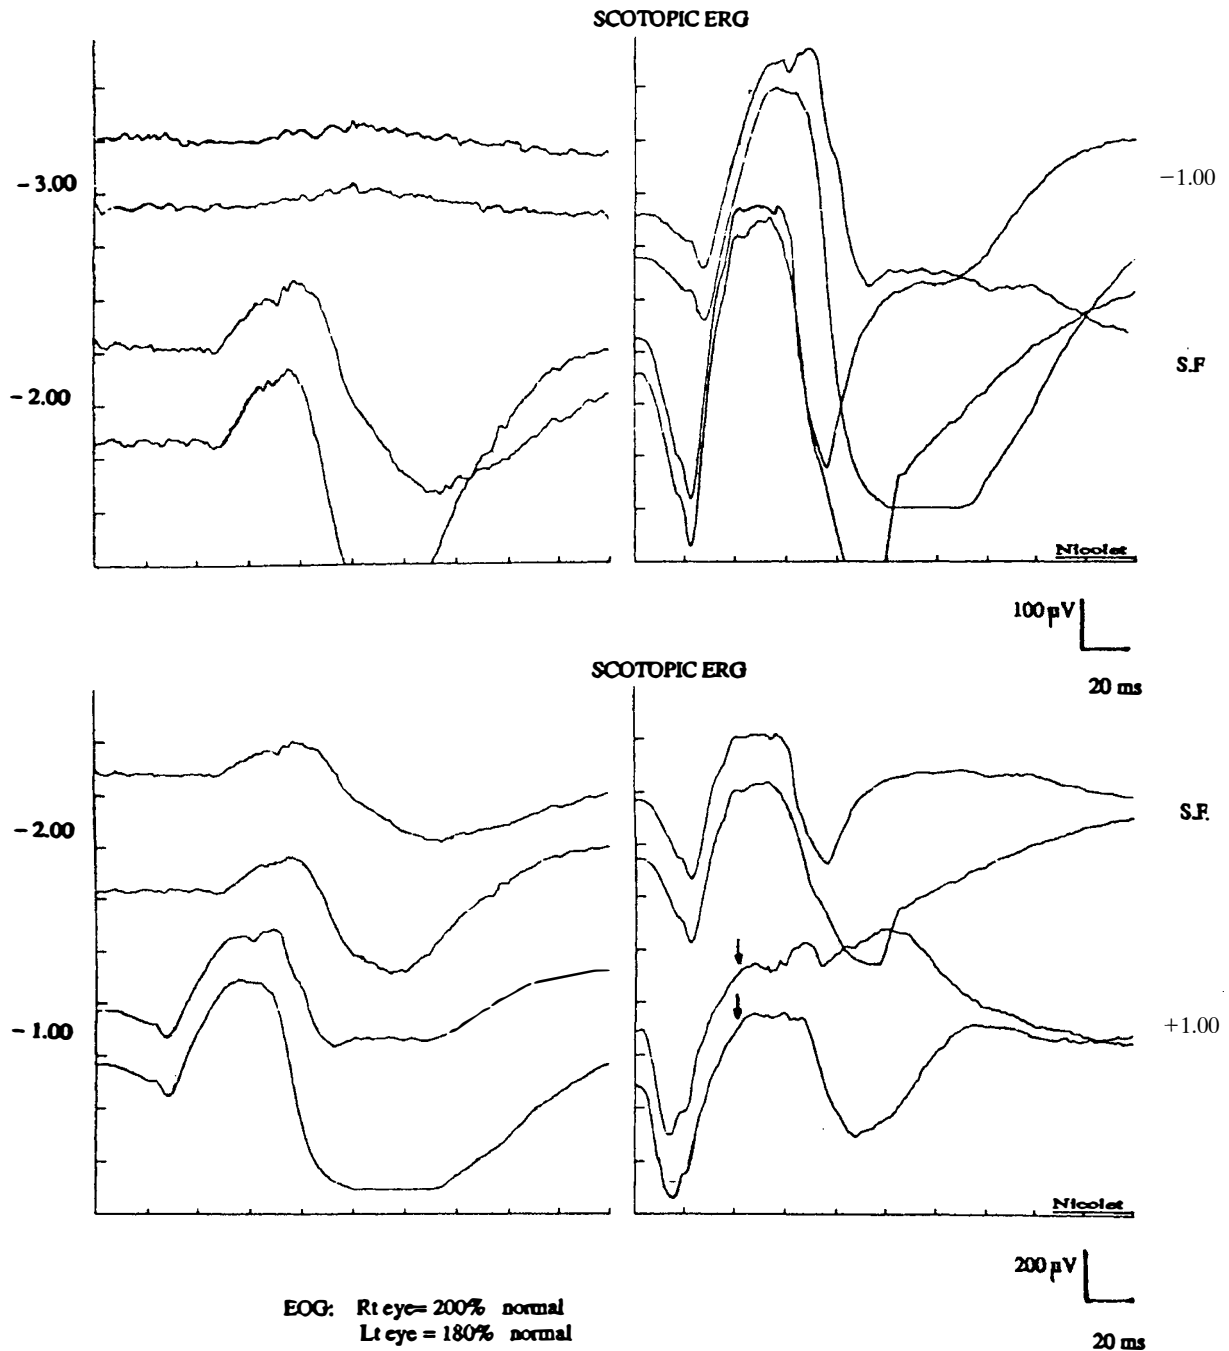 SCOTOPIC ERG
- 3.00
- 2.00
-1.00
S.F
Nicolet
100 µV
20 ms
SCOTOPIC ERG
- 2.00
- 1.00
S.F.
+1.00
Nicolet
200 µV
20 ms
EOG: Rt eye= 200% normal
Lt eye = 180% normal